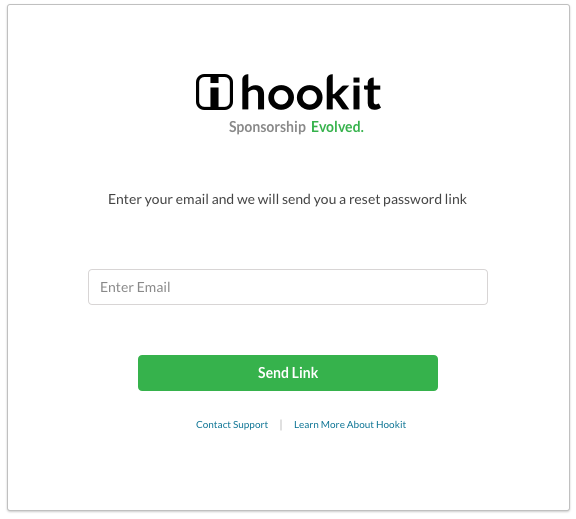 hookit
Sponsorship Evolved.
Enter your email and we will send you a reset password link
Enter Email
Send Link
Contact Support | Learn More About Hookit